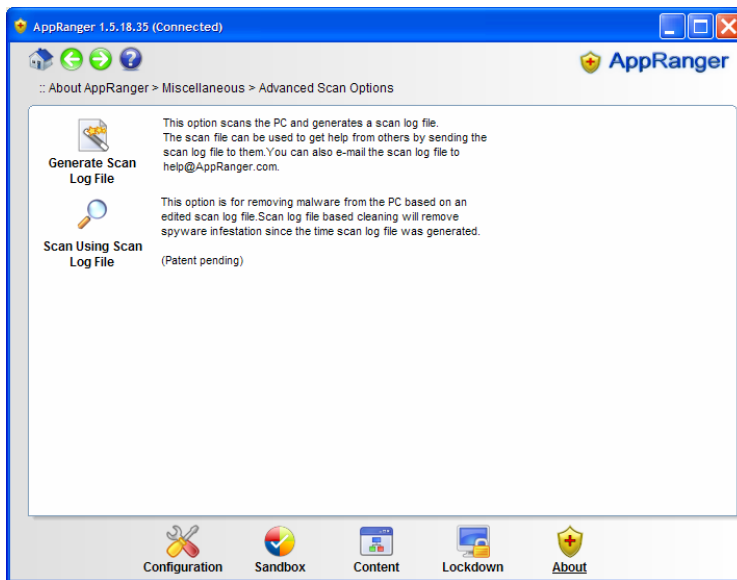 AppRanger 1.5.18.35 (Connected)
AppRanger
:: About AppRanger > Miscellaneous > Advanced Scan Options
Generate Scan
Log File
This option scans the PC and generates a scan log file.
The scan file can be used to get help from others by sending the
scan log file to them.You can also e-mail the scan log file to
help@AppRanger.com.
Scan Using Scan
Log File
This option is for removing malware from the PC based on an
edited scan log file.Scan log file based cleaning will remove
spyware infestation since the time scan log file was generated.
(Patent pending)
Configuration
Sandbox
Content
Lockdown
About